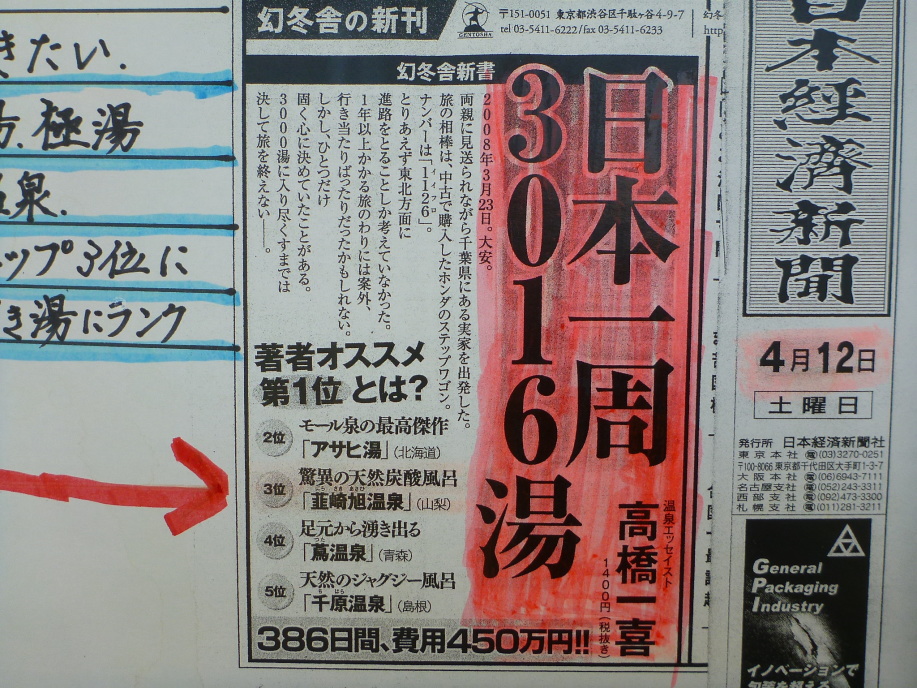 きたい.
極湯
温泉.
ップ3位に
き湯にランク
幻冬舎の新刊
GENTOSHA
〒151-0051 東京都渋谷区千駄ヶ谷4-9-7
tel 03-5411-6222/fax 03-5411-6233
幻冬舎新書
日本一周
3016湯
温泉エッセイスト
高橋一喜
1400円(税抜き)
2008年3月23日。大安。
両親に見送られながら千葉県にある実家を出発した。
旅の相棒は、中古で購入したホンダのステップワゴン。
ナンバーは「1126」。
とりあえず東北方面に
進路をとることしか考えていなかった。
1年以上かかる旅のわりには案外、
行き当たりばったりだったかもしれない。
しかし、ひとつだけ
固く心に決めていたことがある。
3000湯に入り尽くすまでは
決して旅を終えない――。
著者オススメ
第1位 とは?
2位 モール泉の最高傑作
「アサヒ湯」(北海道)
3位 驚異の天然炭酸風呂
「韮崎旭温泉」(山梨)
4位 足元から湧き出る
「蔦温泉」(青森)
5位 天然のジャグジー風呂
「千原温泉」(島根)
386日間、費用450万円!!
日本経済新聞
4月12日
土曜日
発行所 日本経済新聞社
東京本社 電(03)3270-0251
〒100-8066 東京都千代田区大手町1-3-7
大阪本社 電(06)6943-7111
名古屋支社 電(052)243-3311
西部支社 電(092)473-3300
札幌支社 電(011)281-3211
General
Packaging
Industry
イノベーションで